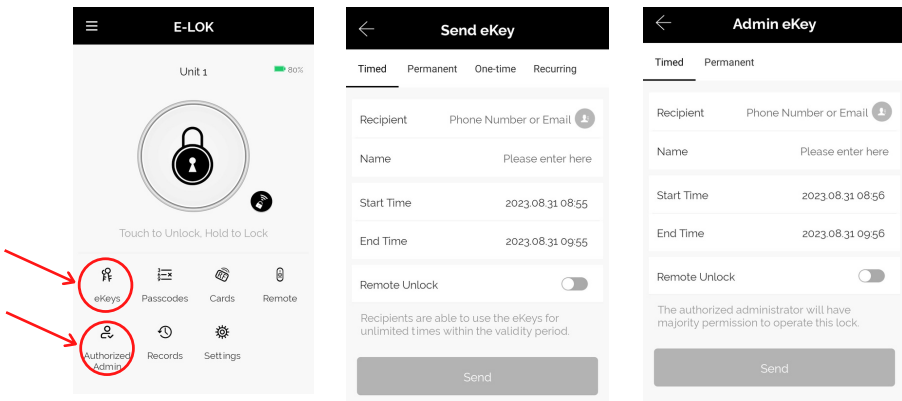 E-LOK
Unit 1
80%
Touch to Unlock, Hold to Lock
eKeys Passcodes Cards Remote
Authorized Admin Records Settings
Send eKey
Timed Permanent One-time Recurring
Recipient Phone Number or Email
Name Please enter here
Start Time 2023.08.31 08:55
End Time 2023.08.31 09:55
Remote Unlock
Recipients are able to use the eKeys for
unlimited times within the validity period.
Send
Admin eKey
Timed Permanent
Recipient Phone Number or Email
Name Please enter here
Start Time 2023.08.31 08:56
End Time 2023.08.31 09:56
Remote Unlock
The authorized administrator will have
majority permission to operate this lock.
Send